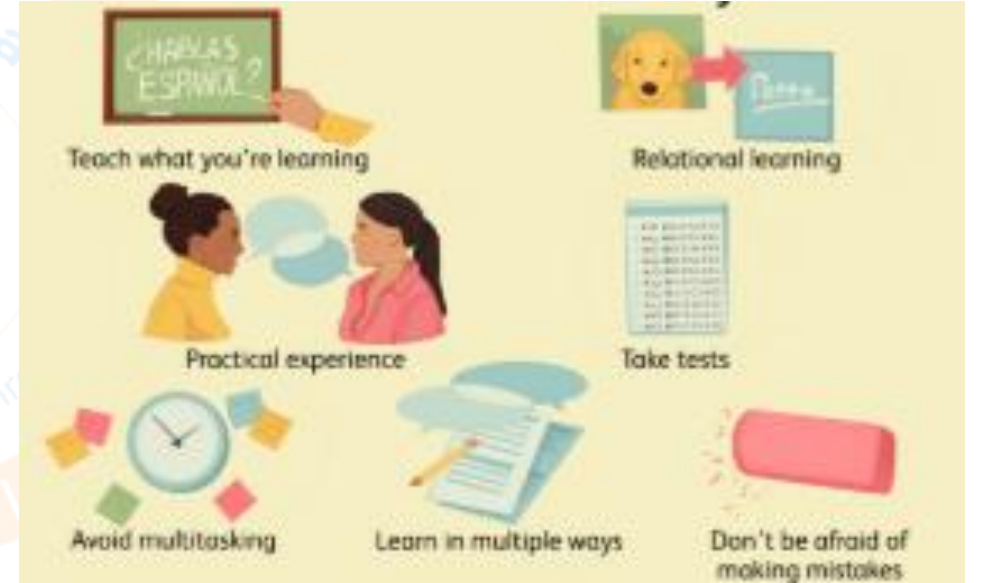 ¿HABLAS
ESPAÑOL?
Teach what you're learning
Perro
Relational learning
Practical experience
Take tests
Avoid multitasking
Learn in multiple ways
Don't be afraid of
making mistakes